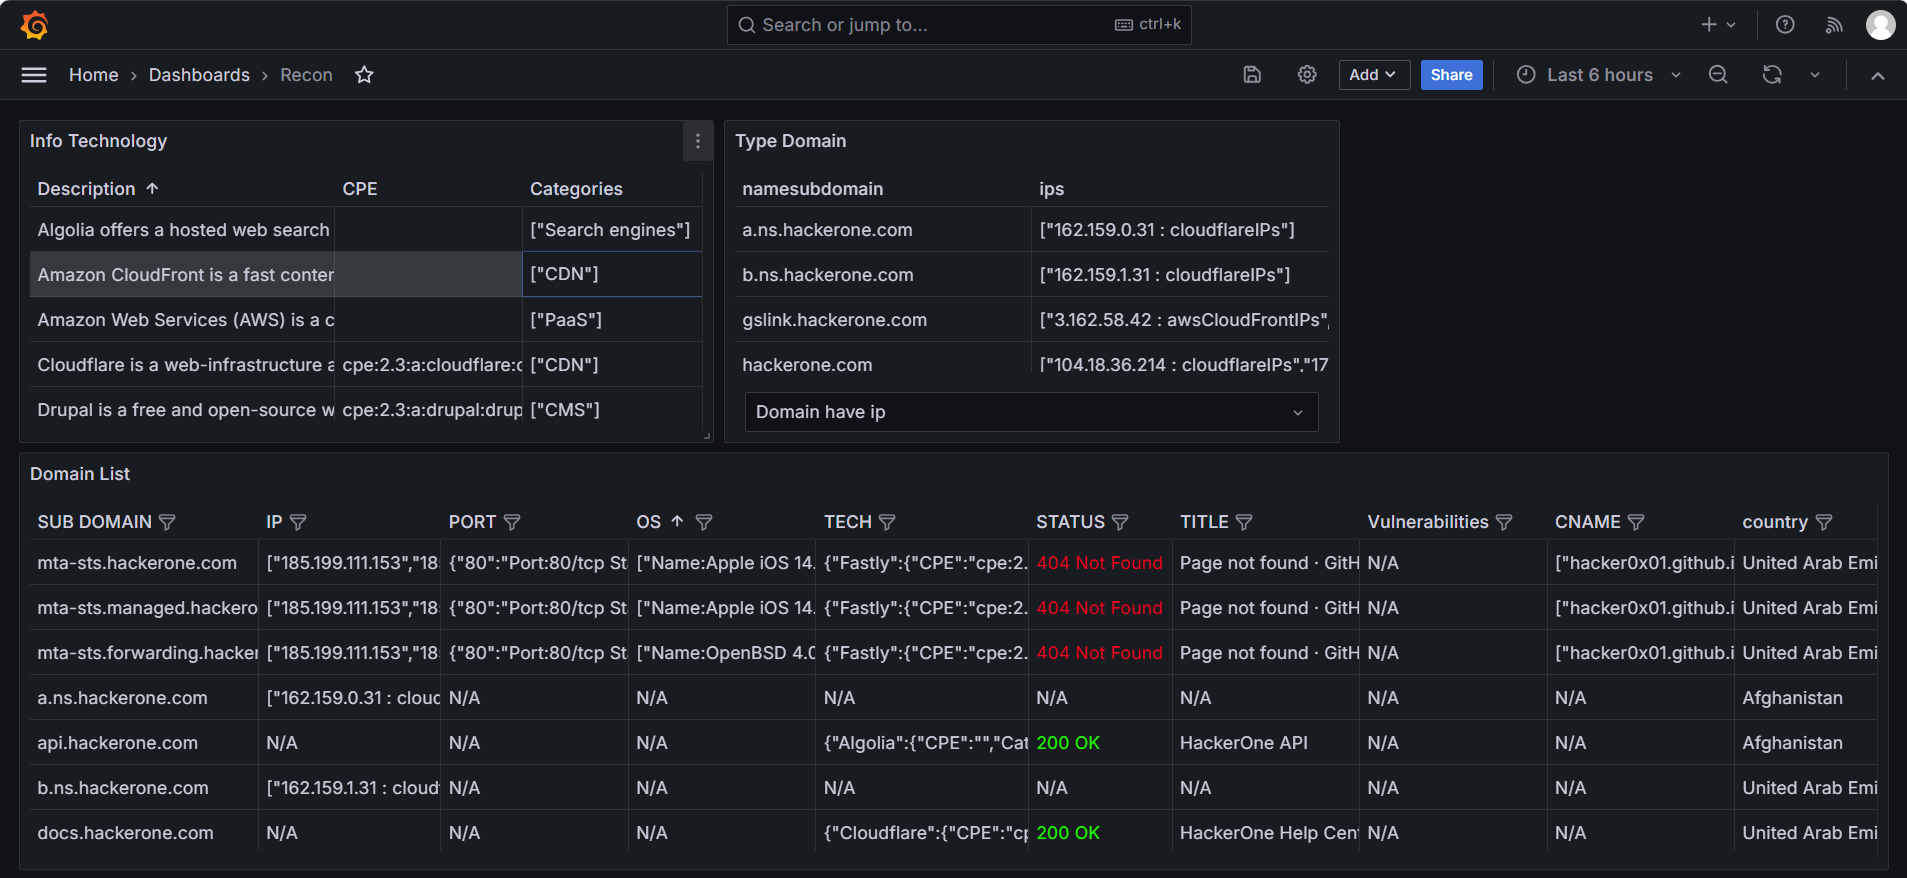 Search or jump to... ctrl+k
Home › Dashboards › Recon Add Share Last 6 hours
Info Technology
Description ↑ CPE Categories
Algolia offers a hosted web search ["Search engines"]
Amazon CloudFront is a fast conter ["CDN"]
Amazon Web Services (AWS) is a c ["PaaS"]
Cloudflare is a web-infrastructure a cpe:2.3:a:cloudflare:c ["CDN"]
Drupal is a free and open-source w cpe:2.3:a:drupal:drup ["CMS"]
Type Domain
namesubdomain ips
a.ns.hackerone.com ["162.159.0.31 : cloudflareIPs"]
b.ns.hackerone.com ["162.159.1.31 : cloudflareIPs"]
gslink.hackerone.com ["3.162.58.42 : awsCloudFrontIPs",
hackerone.com ["104.18.36.214 : cloudflareIPs","17
Domain have ip
Domain List
SUB DOMAIN IP PORT OS ↑ TECH STATUS TITLE Vulnerabilities CNAME country
mta-sts.hackerone.com ["185.199.111.153","18 {"80":"Port:80/tcp St ["Name:Apple iOS 14. {"Fastly":{"CPE":"cpe:2. 404 Not Found Page not found · GitH N/A ["hacker0x01.github.i United Arab Emi
mta-sts.managed.hackero ["185.199.111.153","18 {"80":"Port:80/tcp St ["Name:Apple iOS 14. {"Fastly":{"CPE":"cpe:2. 404 Not Found Page not found · GitH N/A ["hacker0x01.github.i United Arab Emi
mta-sts.forwarding.hacker ["185.199.111.153","18 {"80":"Port:80/tcp St ["Name:OpenBSD 4.0 {"Fastly":{"CPE":"cpe:2. 404 Not Found Page not found · GitH N/A ["hacker0x01.github.i United Arab Emi
a.ns.hackerone.com ["162.159.0.31 : cloud N/A N/A N/A N/A N/A N/A N/A Afghanistan
api.hackerone.com N/A N/A N/A {"Algolia":{"CPE":"","Cat 200 OK HackerOne API N/A N/A Afghanistan
b.ns.hackerone.com ["162.159.1.31 : cloud N/A N/A N/A N/A N/A N/A N/A United Arab Emi
docs.hackerone.com N/A N/A N/A {"Cloudflare":{"CPE":"cp 200 OK HackerOne Help Cen N/A N/A United Arab Emi